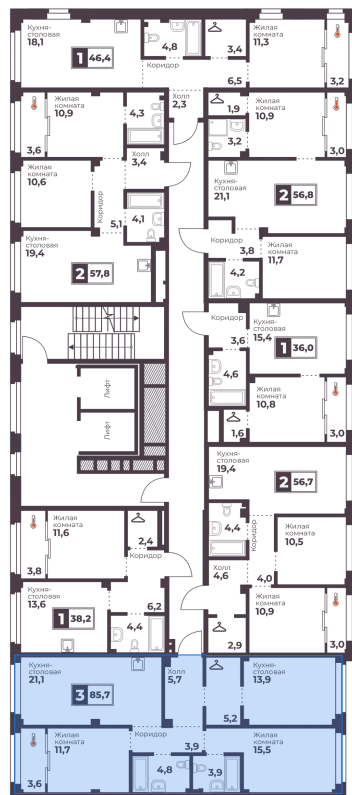 Кухня-
столовая
18,1
1 46,4
4,8
3,4
Жилая
комната
11,3
Коридор
6,5
3,2
Холл
2,3
Жилая
комната
10,9
3,6
4,3
1,9
Жилая
комната
10,9
3,2
3,0
Холл
3,4
Жилая
комната
10,6
Коридор
5,1
4,1
Кухня-
столовая
21,1
2 56,8
Кухня-
столовая
19,4
2 57,8
Коридор
3,8
Жилая
комната
11,7
4,2
Коридор
3,6
Кухня-
столовая
15,4
1 36,0
4,6
Лифт
Лифт
Жилая
комната
10,8
1,6
3,0
Кухня-
столовая
19,4
2 56,7
4,4
Жилая
комната
10,5
Жилая
комната
11,6
3,8
2,4
Коридор
Холл
4,6
4,0
Кухня-
столовая
13,6
1 38,2
6,2
4,4
Жилая
комната
10,9
2,9
3,0
Кухня-
столовая
21,1
3 85,7
Холл
5,7
5,2
Кухня-
столовая
13,9
Жилая
комната
11,7
3,6
Коридор
3,9
4,8
3,9
Жилая
комната
15,5